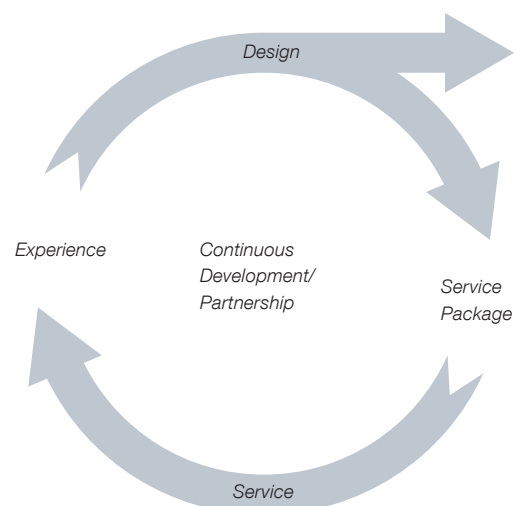 Design
Experience
Continuous
Development/
Partnership
Service
Package
Service